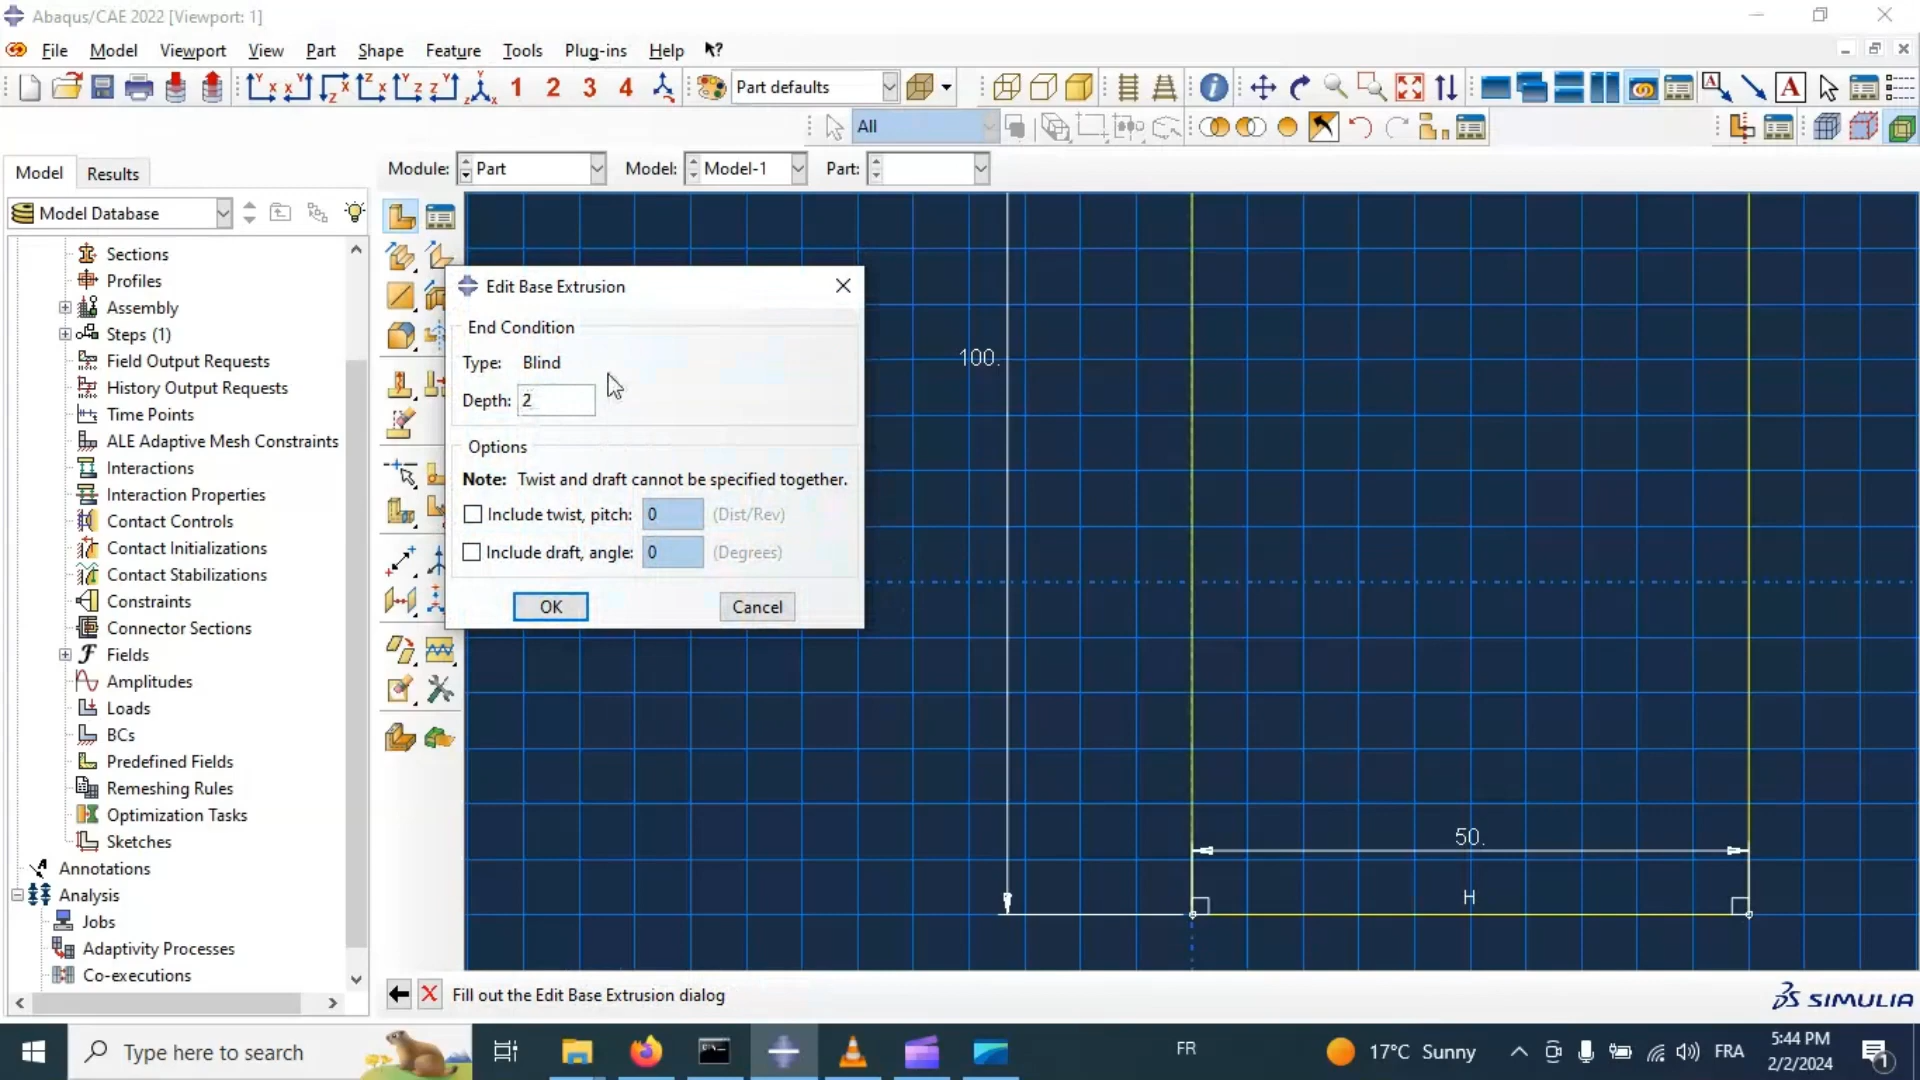 Abaqus/CAE 2022 [Viewport: 1]
File Model Viewport View Part Shape Feature Tools Plug-ins Help
1 2 3 4 Part defaults
All
Model Results
Module: Part Model: Model-1 Part:
Model Database
Sections
Profiles
Assembly
Steps (1)
Field Output Requests
History Output Requests
Time Points
ALE Adaptive Mesh Constraints
Interactions
Interaction Properties
Contact Controls
Contact Initializations
Contact Stabilizations
Constraints
Connector Sections
Fields
Amplitudes
Loads
BCs
Predefined Fields
Remeshing Rules
Optimization Tasks
Sketches
Annotations
Analysis
Jobs
Adaptivity Processes
Co-executions
Edit Base Extrusion
End Condition
Type: Blind
Depth: 2
Options
Note: Twist and draft cannot be specified together.
Include twist, pitch: 0 (Dist/Rev)
Include draft, angle: 0 (Degrees)
OK Cancel
100.
50.
H
Fill out the Edit Base Extrusion dialog
SIMULIA
Type here to search
FR
17°C Sunny
FRA
5:44 PM
2/2/2024
1